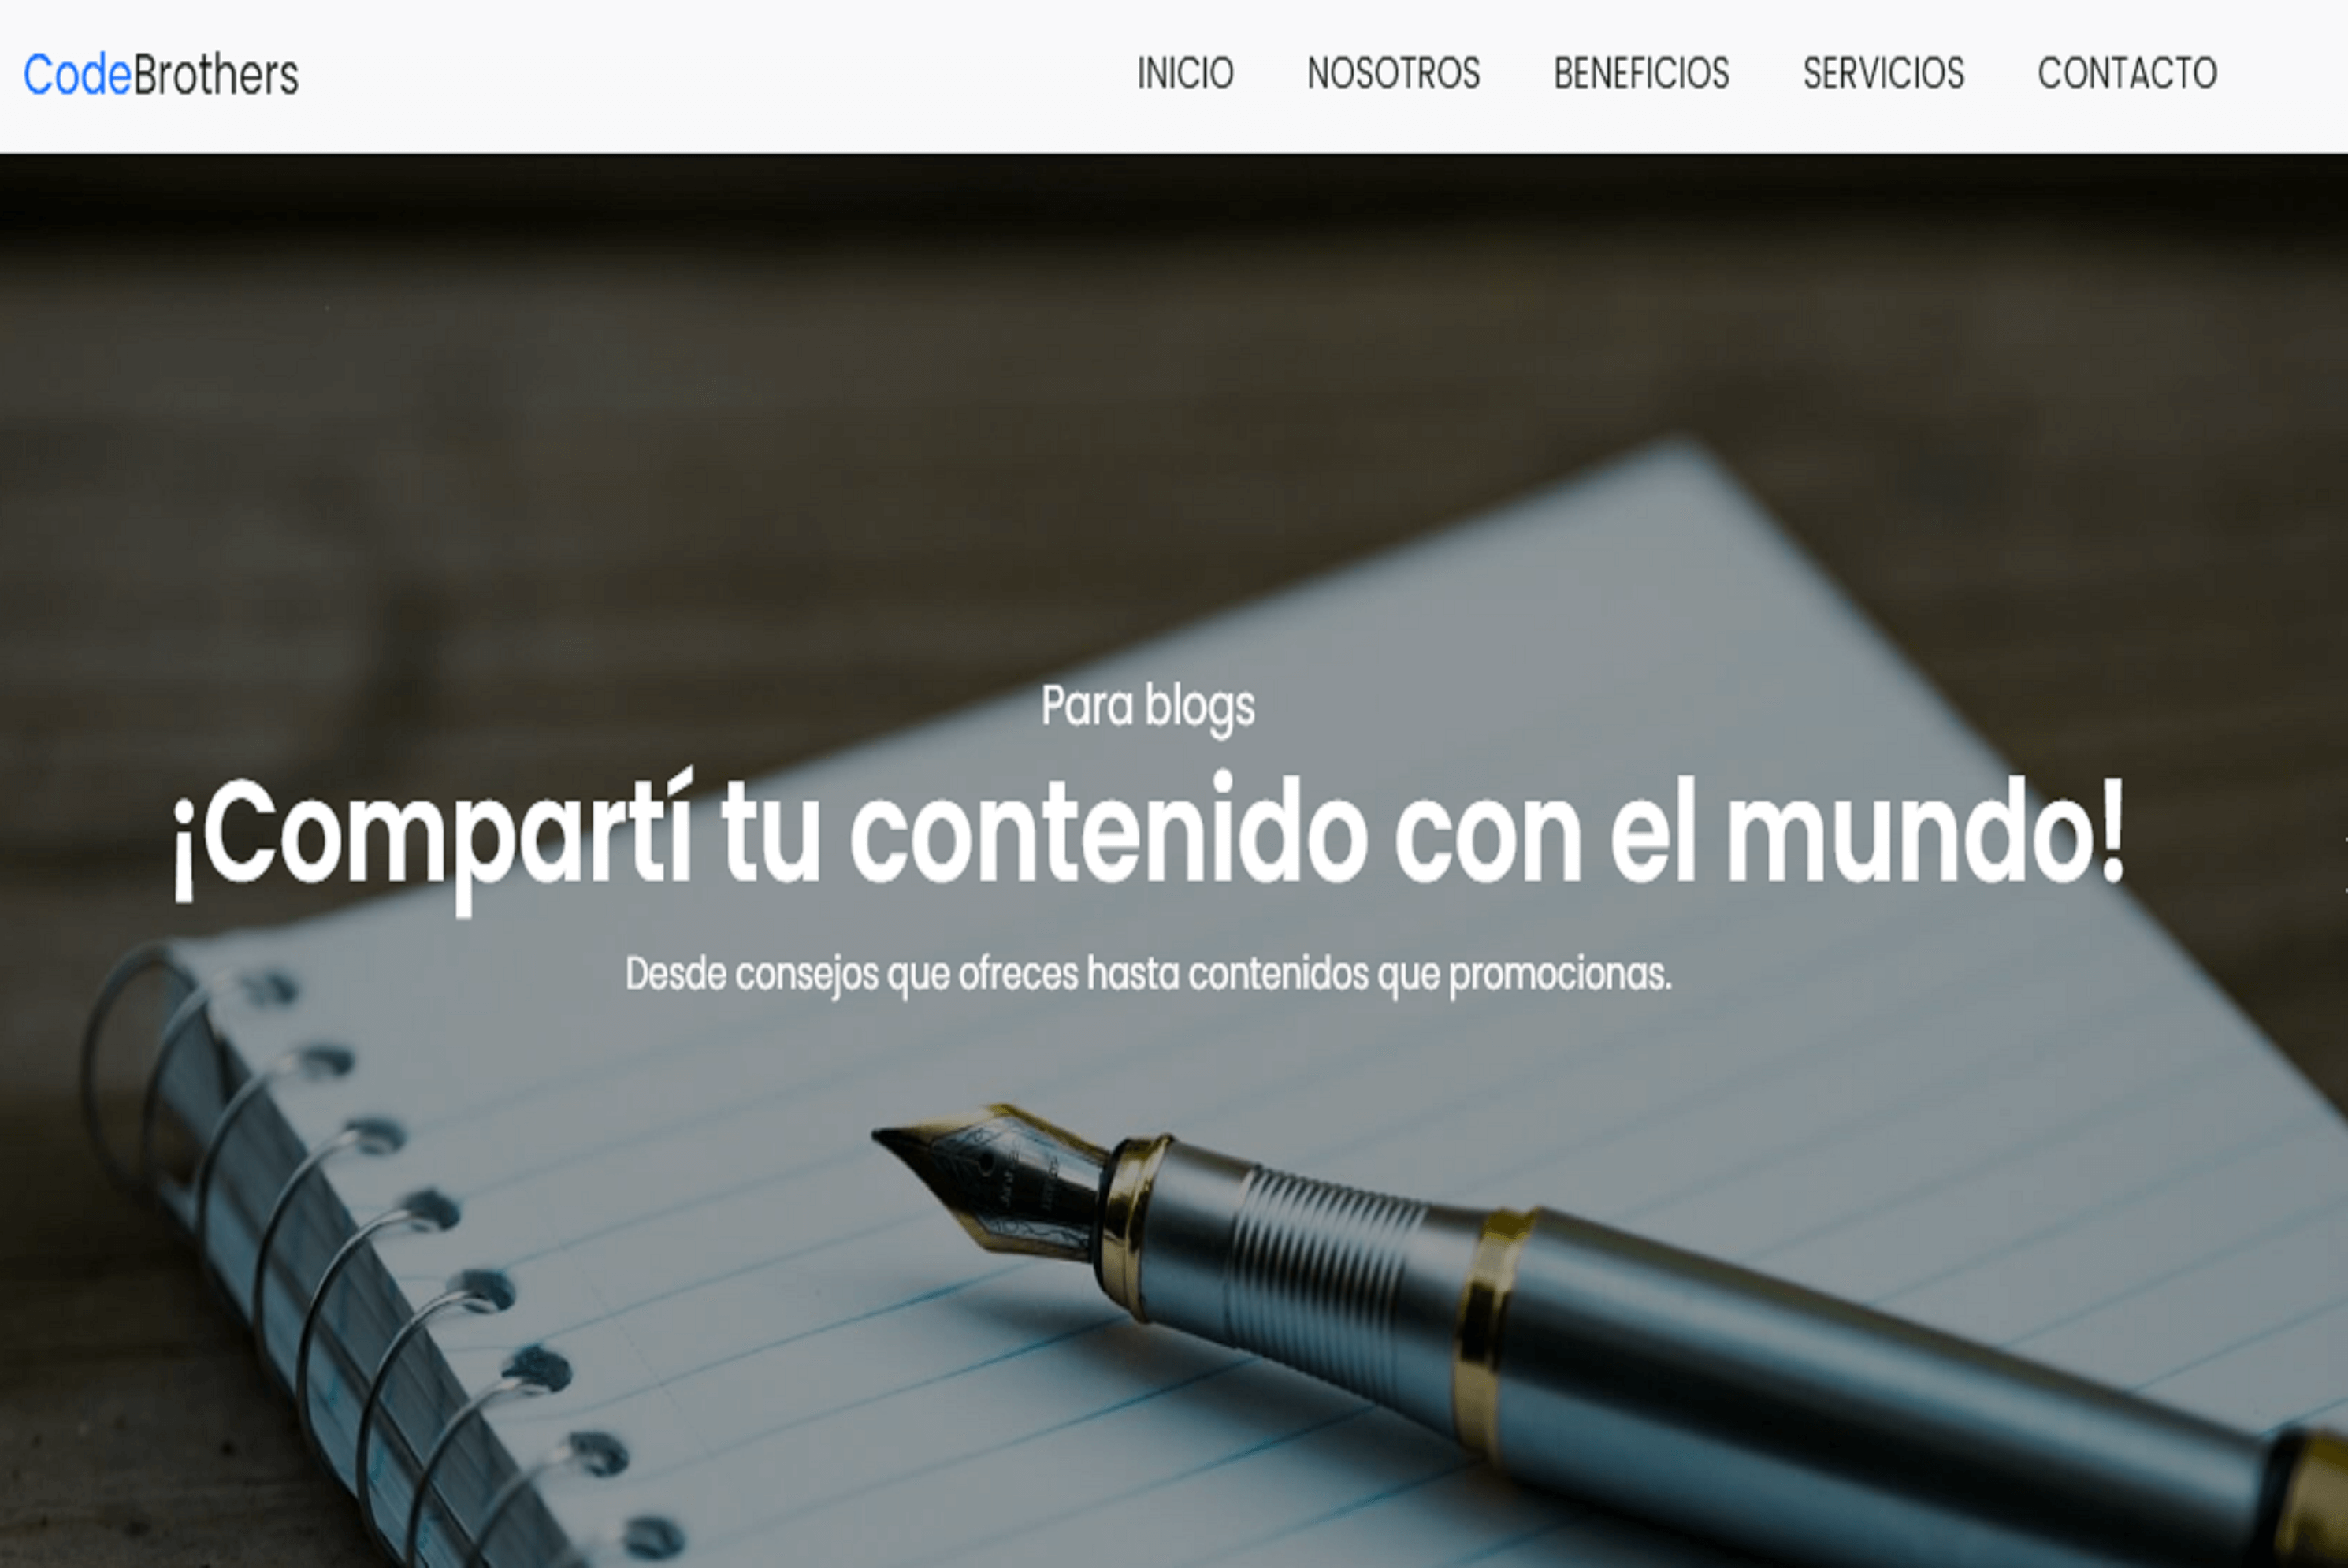 CodeBrothers
INICIO NOSOTROS BENEFICIOS SERVICIOS CONTACTO
Para blogs
¡Compartí tu contenido con el mundo!
Desde consejos que ofreces hasta contenidos que promocionas.